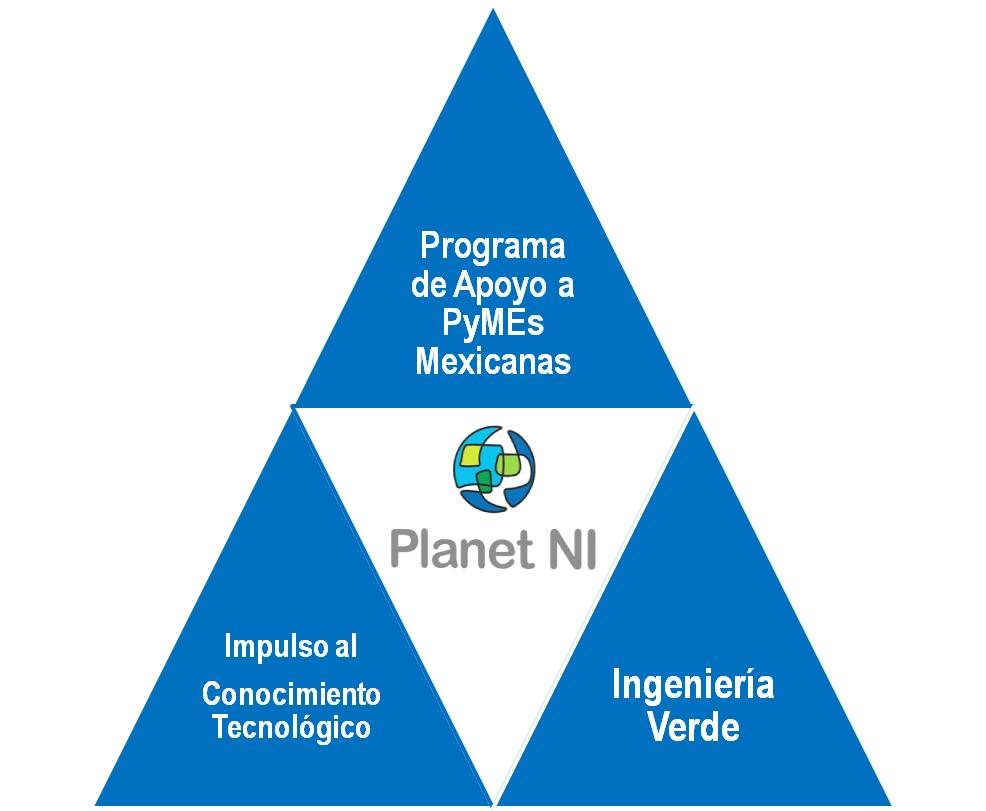 Programa
de Apoyo a
PyMEs
Mexicanas
Planet NI
Impulso al
Conocimiento
Tecnológico
Ingeniería
Verde